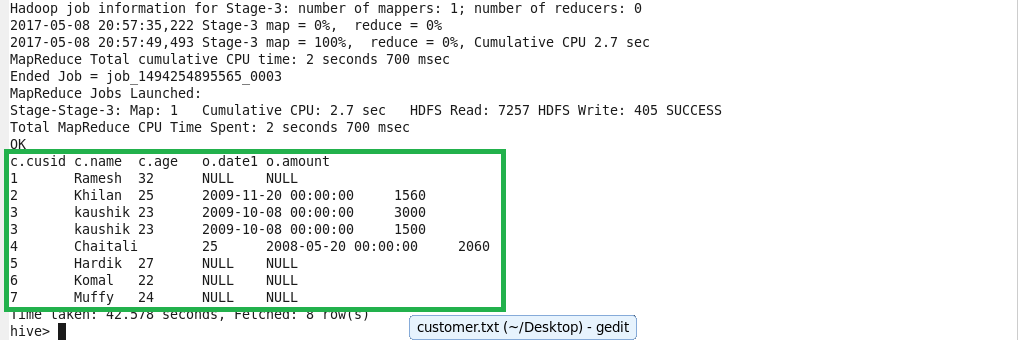 Hadoop job information for Stage-3: number of mappers: 1; number of reducers: 0
2017-05-08 20:57:35,222 Stage-3 map = 0%,  reduce = 0%
2017-05-08 20:57:49,493 Stage-3 map = 100%,  reduce = 0%, Cumulative CPU 2.7 sec
MapReduce Total cumulative CPU time: 2 seconds 700 msec
Ended Job = job_1494254895565_0003
MapReduce Jobs Launched:
Stage-Stage-3: Map: 1   Cumulative CPU: 2.7 sec   HDFS Read: 7257 HDFS Write: 405 SUCCESS
Total MapReduce CPU Time Spent: 2 seconds 700 msec
OK
c.cusid c.name  c.age   o.date1 o.amount
1       Ramesh  32      NULL    NULL
2       Khilan  25      2009-11-20 00:00:00     1560
3       kaushik 23      2009-10-08 00:00:00     3000
3       kaushik 23      2009-10-08 00:00:00     1500
4       Chaitali        25      2008-05-20 00:00:00     2060
5       Hardik  27      NULL    NULL
6       Komal   22      NULL    NULL
7       Muffy   24      NULL    NULL
Time taken: 42.578 seconds, Fetched: 8 row(s)
hive>
customer.txt (~/Desktop) - gedit